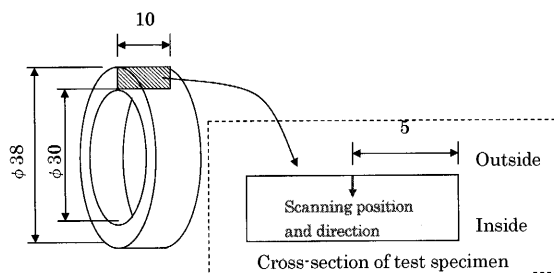 10
φ38
φ30
5
Outside
Scanning position
and direction
Inside
Cross-section of test specimen